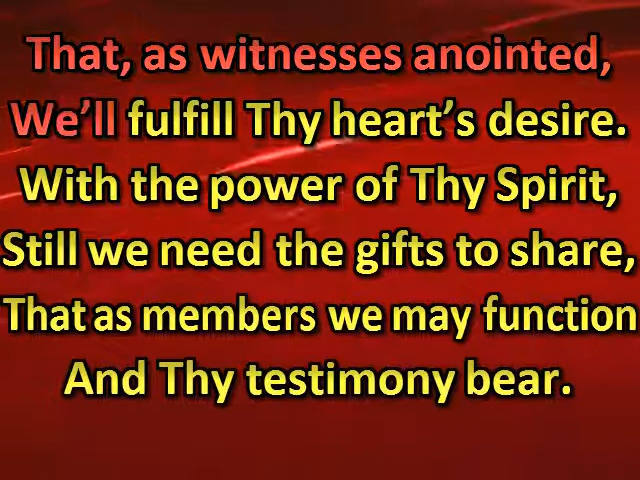 That, as witnesses anointed,
We'll fulfill Thy heart's desire.
With the power of Thy Spirit,
Still we need the gifts to share,
That as members we may function
And Thy testimony bear.